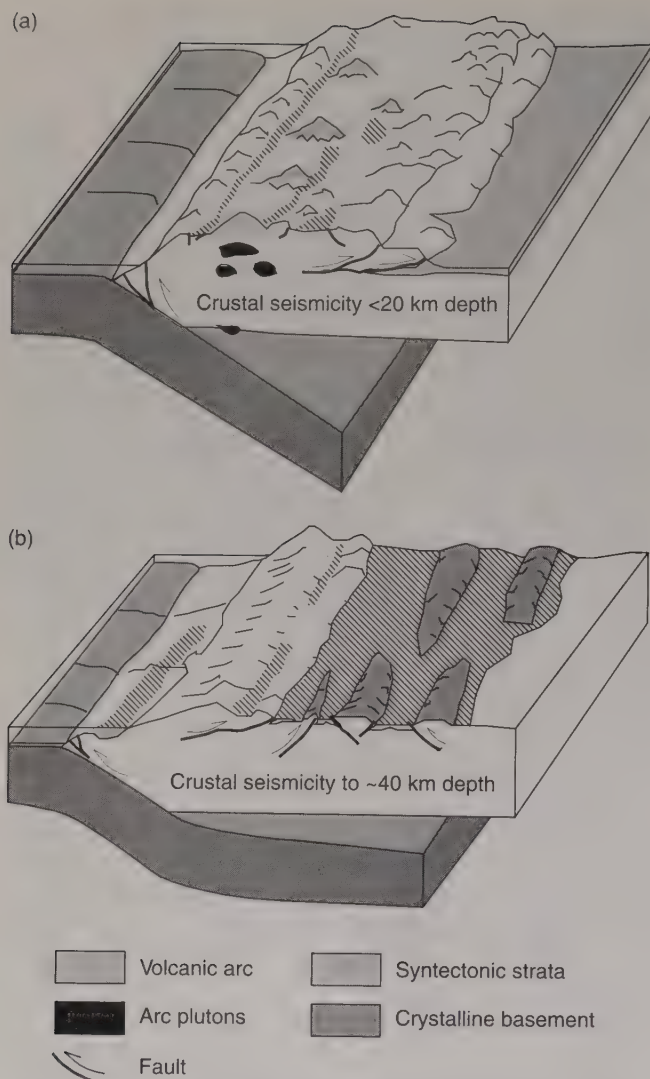 (a)
Crustal seismicity <20 km depth
(b)
Crustal seismicity to ~40 km depth
Volcanic arc
Syntectonic strata
Arc plutons
Crystalline basement
Fault